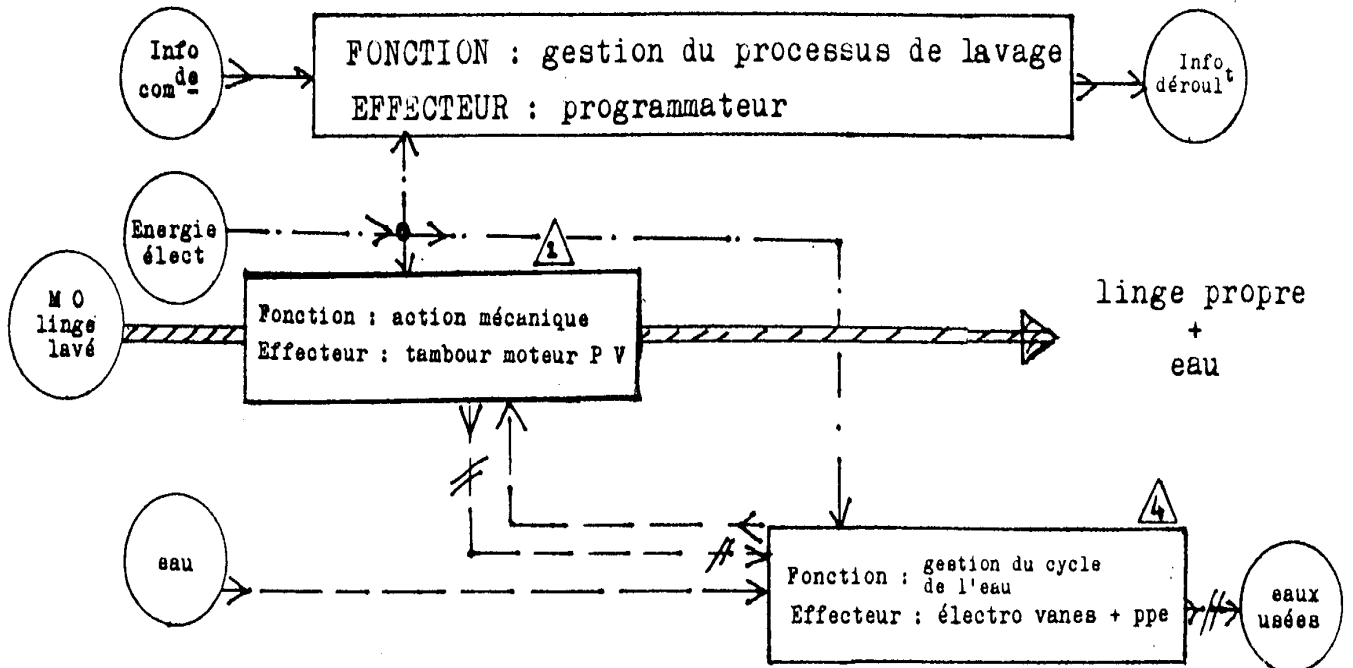 Info
de
com
FONCTION : gestion du processus de lavage
EFFECTEUR : programmateur
Info
déroul t
Energie
élect
1
M O
linge
lavé
Fonction : action mécanique
Effecteur : tambour moteur P V
linge propre
+
eau
4
eau
Fonction : gestion du cycle
de l'eau
Effecteur : électro vanes + ppe
eaux
usées